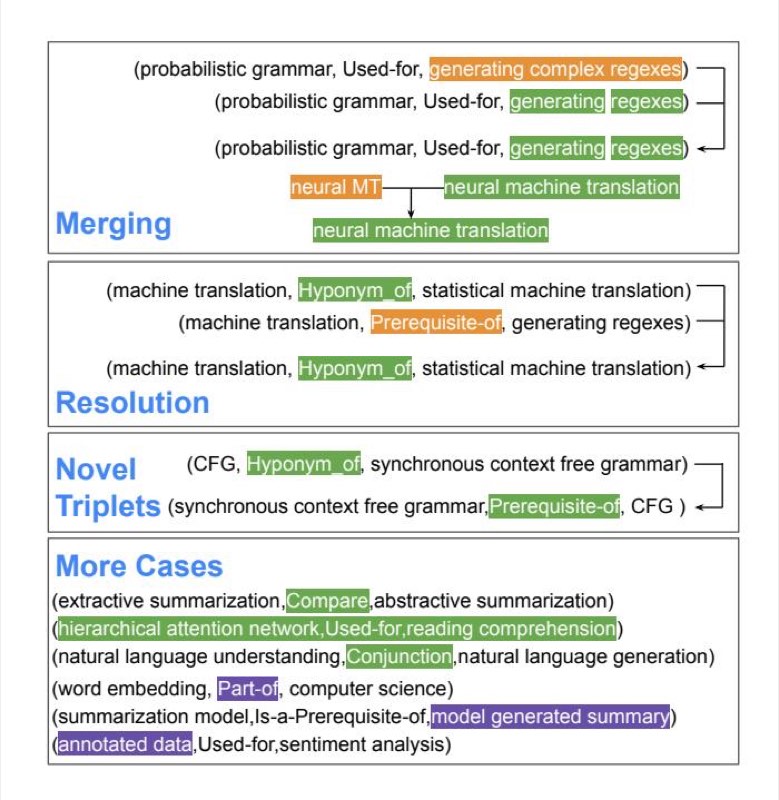 (probabilistic grammar, Used-for, generating complex regexes)
(probabilistic grammar, Used-for, generating regexes)
(probabilistic grammar, Used-for, generating regexes)
neural MT neural machine translation
Merging
neural machine translation
(machine translation, Hyponym_of, statistical machine translation)
(machine translation, Prerequisite-of, generating regexes)
(machine translation, Hyponym_of, statistical machine translation)
Resolution
Novel
Triplets
(CFG, Hyponym_of, synchronous context free grammar)
(synchronous context free grammar,Prerequisite-of, CFG )
More Cases
(extractive summarization,Compare,abstractive summarization)
(hierarchical attention network,Used-for,reading comprehension)
(natural language understanding,Conjunction,natural language generation)
(word embedding, Part-of, computer science)
(summarization model,Is-a-Prerequisite-of,model generated summary)
(annotated data,Used-for,sentiment analysis)